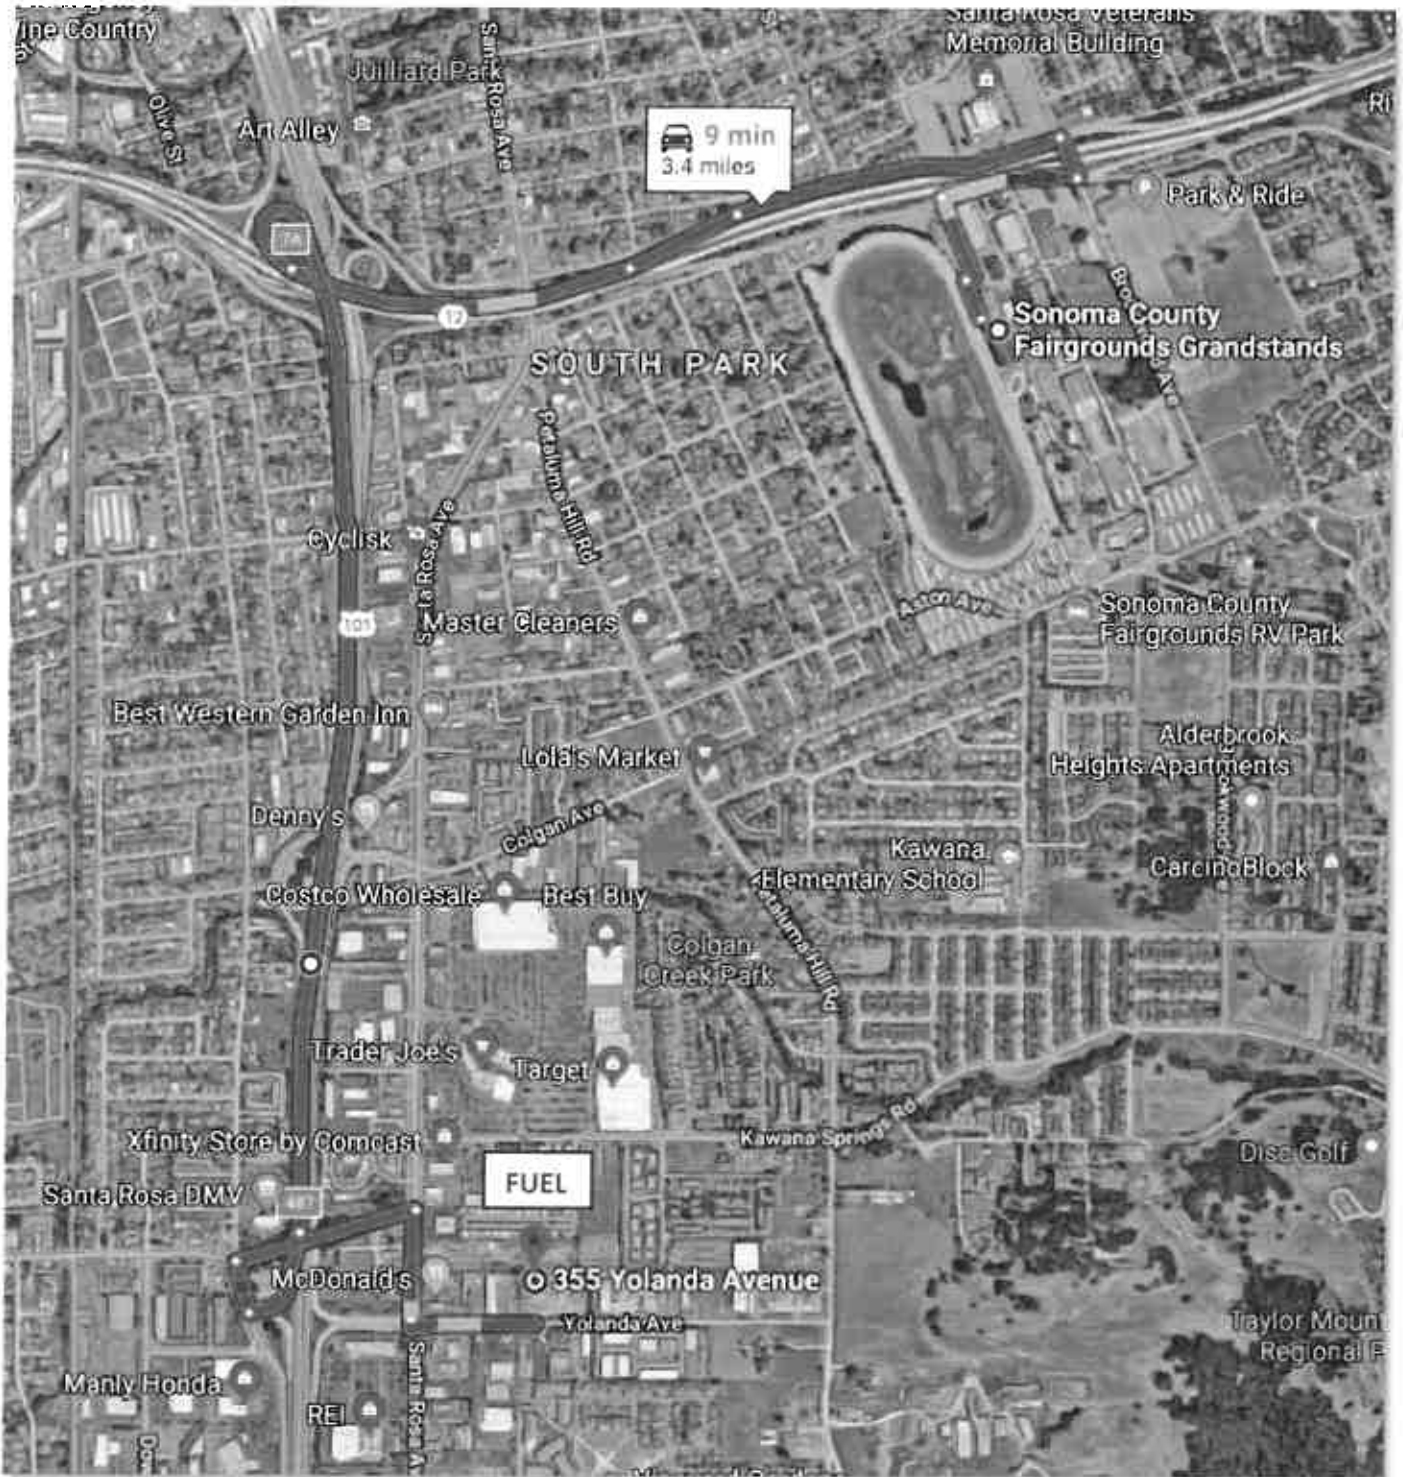 Vine Country
Santa Rosa Veterans
Memorial Building
Juilliard Park
Santa Rosa Ave
Olive St
Art Alley
9 min
3.4 miles
Park & Ride
12
Sonoma County
Fairgrounds Grandstands
SOUTH PARK
Petaluma Hill Rd
Cyclisk
Santa Rosa Ave
101
Master Cleaners
Aston Ave
Sonoma County
Fairgrounds RV Park
Best Western Garden Inn
Lola's Market
Alderbrook
Heights Apartments
Denny's
Colgan Ave
Kawana
Elementary School
CarcinoBlock
Costco Wholesale
Best Buy
Colgan
Creek Park
Petaluma Hill Rd
Trader Joe's
Target
Xfinity Store by Comcast
Kawana Springs Rd
Disc Golf
FUEL
Santa Rosa DMV
McDonald's
355 Yolanda Avenue
Yolanda Ave
Taylor Moun
Regional P
Manly Honda
REI
Santa Rosa A